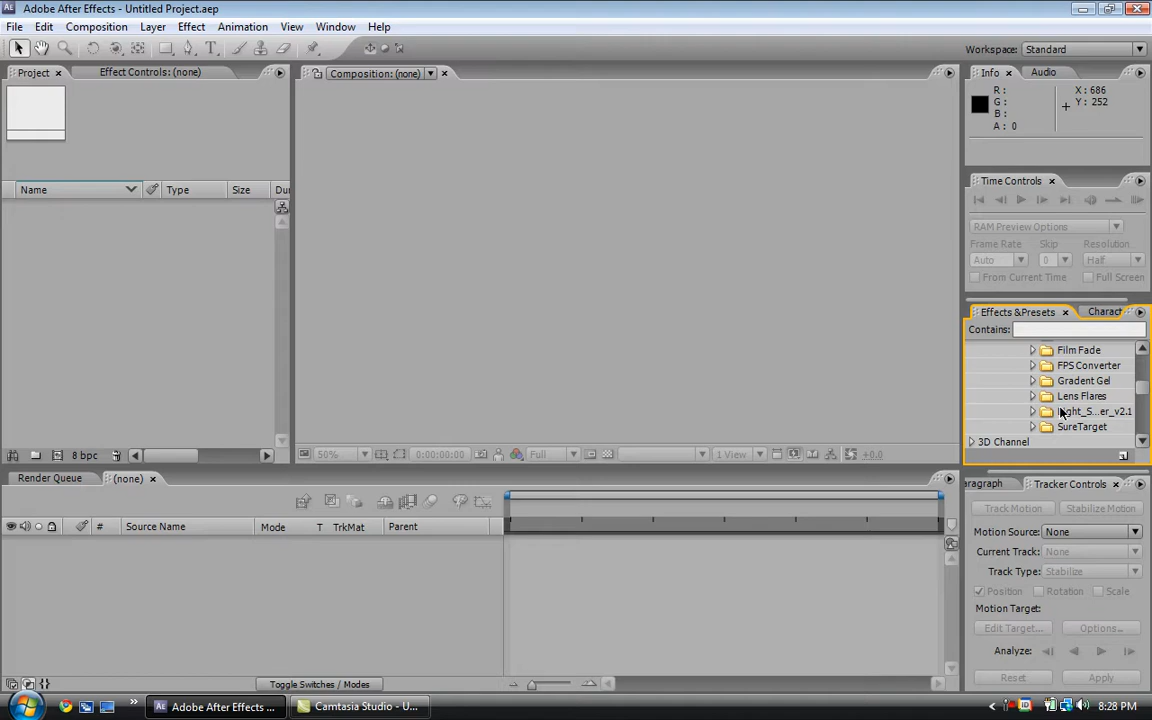 Adobe After Effects - Untitled Project.aep
File Edit Composition Layer Effect Animation View Window Help
Workspace: Standard
Project Effect Controls: (none)
Composition: (none)
Info Audio
R: X: 686
G: Y: 252
B:
A: 0
Time Controls
RAM Preview Options
Frame Rate Skip Resolution
Auto 0 Half
From Current Time Full Screen
Name Type Size Du
Effects &Presets Charact
Contains:
Film Fade
FPS Converter
Gradent Gel
Lens Flares
ight_S...er_v2.1
SureTarget
3D Channel
8 bpc
50% 0:00:00:00 Full 1 View +0.0
Render Queue (none)
# Source Name Mode T TrkMat Parent
aragraph Tracker Controls
Track Motion Stabilize Motion
Motion Source: None
Current Track: None
Track Type: Stabilize
Position Rotation Scale
Motion Target:
Edit Target... Options...
Analyze:
Reset Apply
Toggle Switches / Modes
Adobe After Effects ... Camtasia Studio - U... 8:28 PM